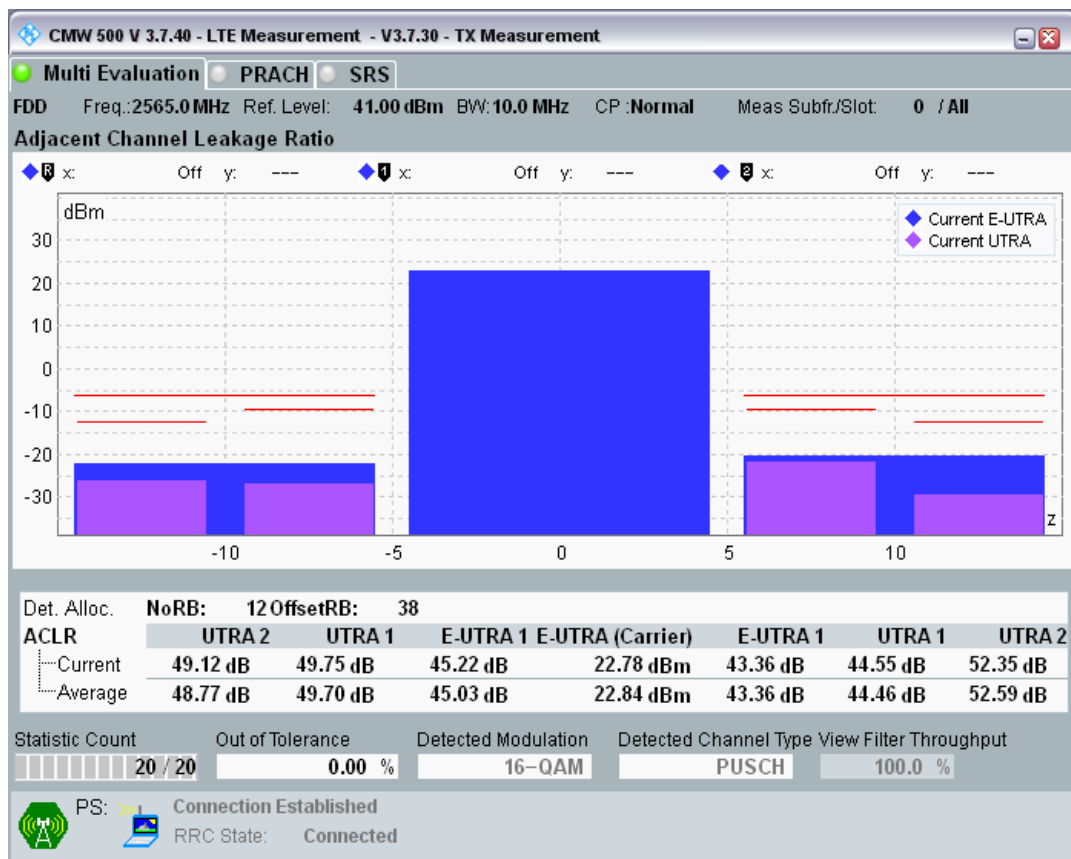 CMW 500 V 3.7.40 - LTE Measurement - V3.7.30 - TX Measurement
Multi Evaluation PRACH SRS
FDD Freq.:2565.0 MHz Ref. Level: 41.00 dBm BW: 10.0 MHz CP :Normal Meas Subfr./Slot: 0 / All
Adjacent Channel Leakage Ratio
R x: Off y: --- 1 x: Off y: --- 2 x: Off y: ---
dBm
Current E-UTRA
Current UTRA
30
20
10
0
-10
-20
-30
z
-10 -5 0 5 10
Det. Alloc. NoRB: 12 OffsetRB: 38
ACLR UTRA 2 UTRA 1 E-UTRA 1 E-UTRA (Carrier) E-UTRA 1 UTRA 1 UTRA 2
Current 49.12 dB 49.75 dB 45.22 dB 22.78 dBm 43.36 dB 44.55 dB 52.35 dB
Average 48.77 dB 49.70 dB 45.03 dB 22.84 dBm 43.36 dB 44.46 dB 52.59 dB
Statistic Count Out of Tolerance Detected Modulation Detected Channel Type View Filter Throughput
20 / 20 0.00 % 16-QAM PUSCH 100.0 %
PS: Connection Established
RRC State: Connected